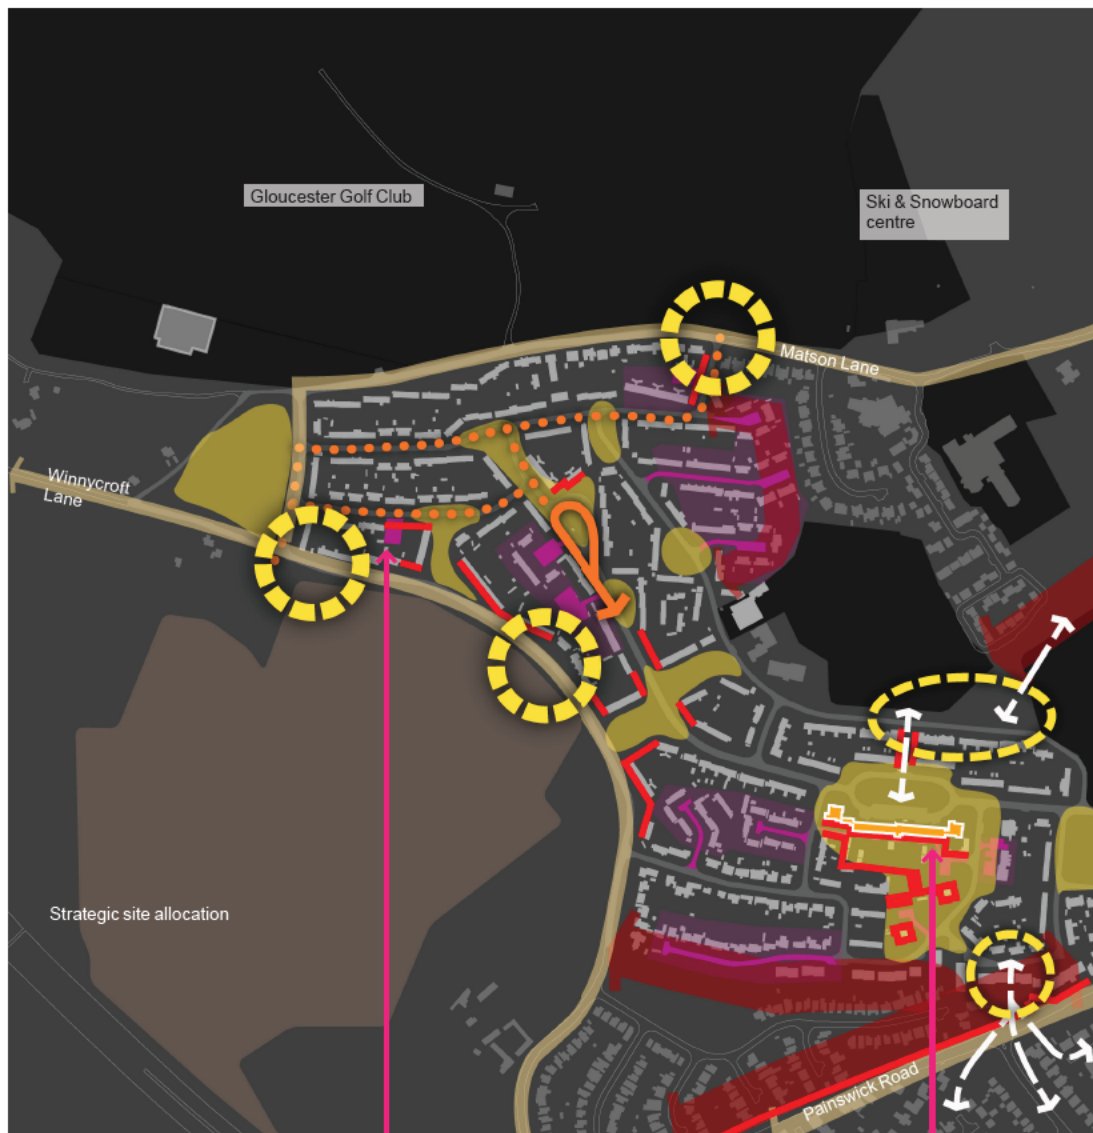 Gloucester Golf Club
Ski & Snowboard
centre
Matson Lane
Winnycroft
Lane
Strategic site allocation
Painswick Road